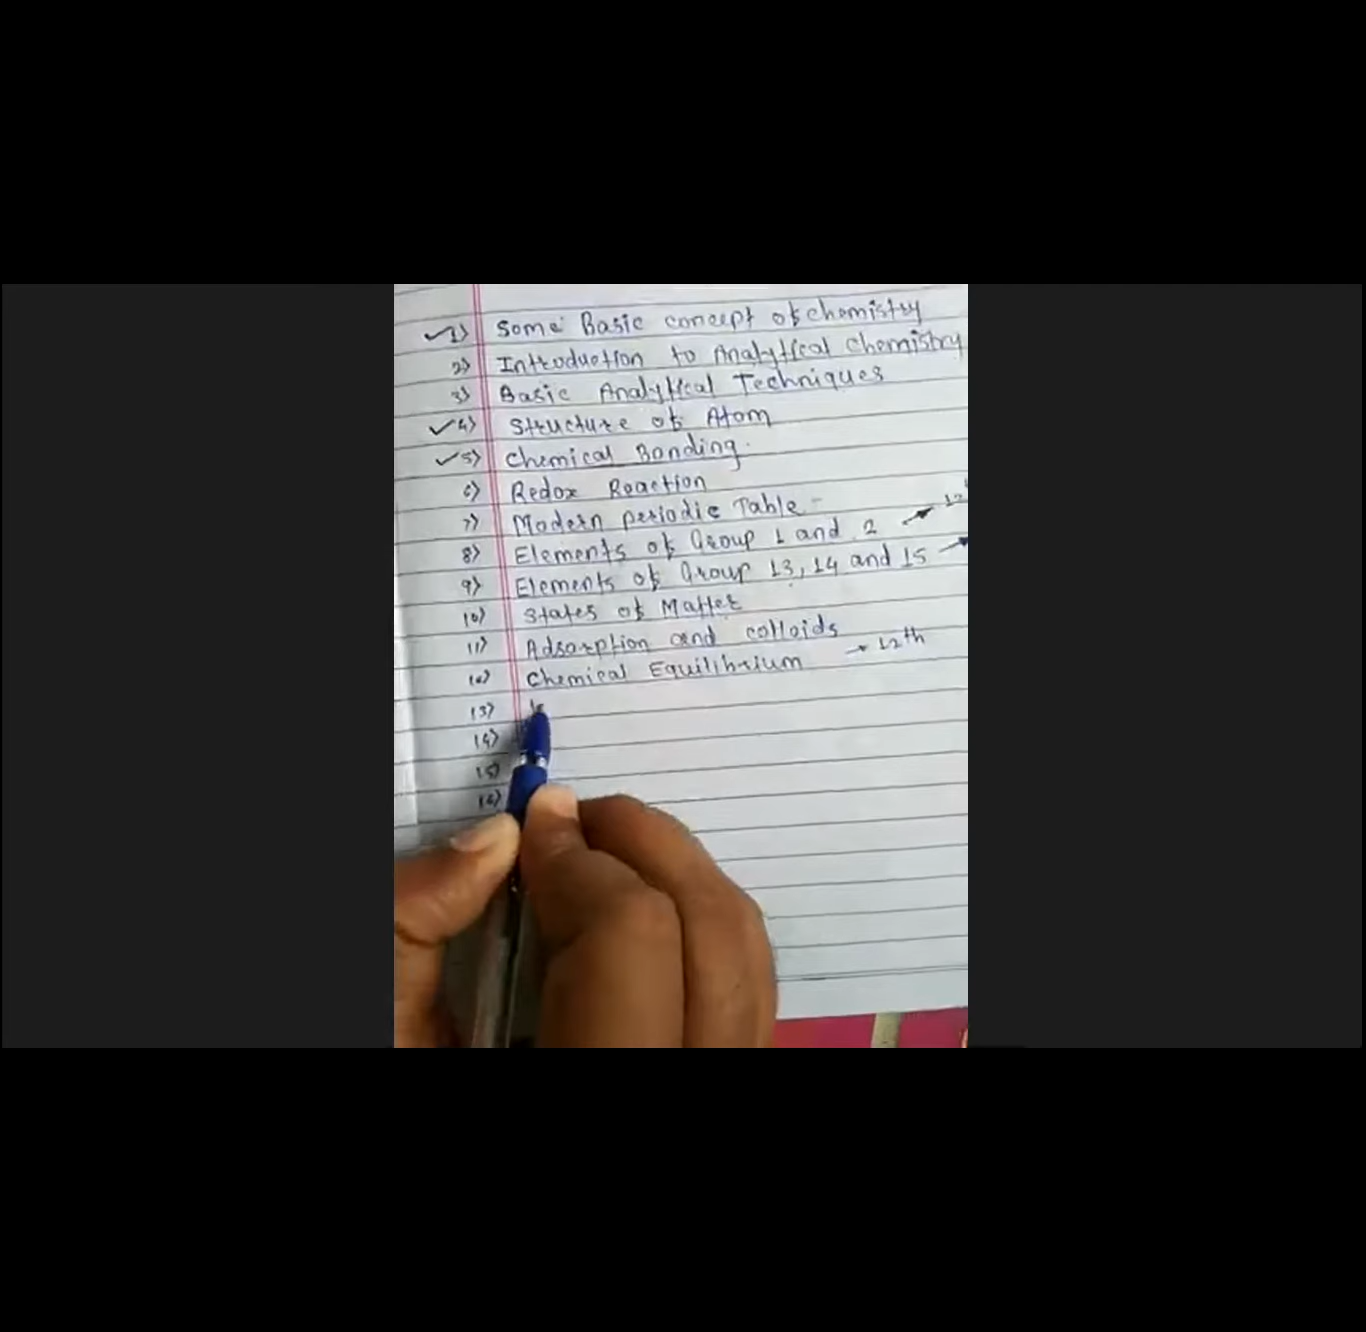 ✓1) Some Basic concept of chemistry
2) Introduction to Analytical chemistry
3) Basic Analytical Techniques
✓4) Structure of Atom
✓5) Chemical Bonding.
6) Redox Reaction
7) Modern periodic Table -
8) Elements of Group 1 and 2 → 12
9) Elements of Group 13, 14 and 15 →
10) States of Matter
11) Adsorption and colloids
12) Chemical Equilibrium → 12th
13)
14)
15)
16)